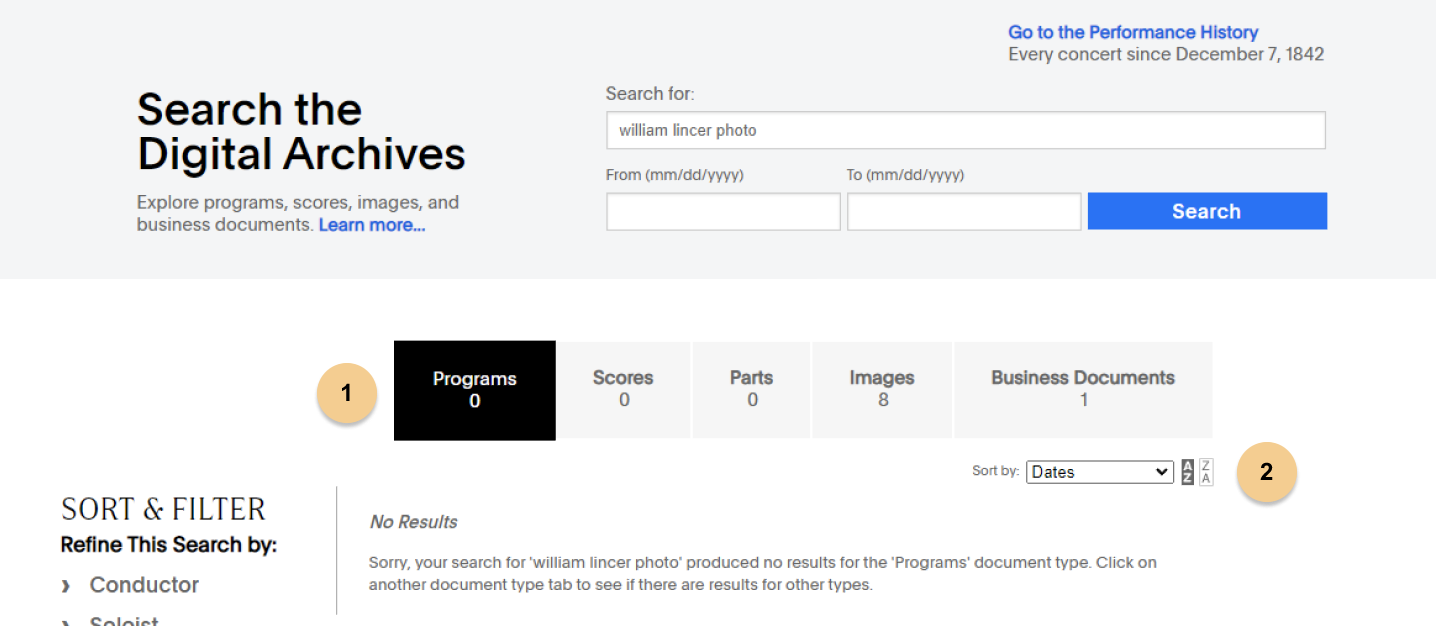 Go to the Performance History
Every concert since December 7, 1842
Search the
Digital Archives
Explore programs, scores, images, and
business documents. Learn more...
Search for:
william lincer photo
From (mm/dd/yyyy)
To (mm/dd/yyyy)
Search
1
Programs
0
Scores
0
Parts
0
Images
8
Business Documents
1
Sort by:
Dates
A
Z
Z
A
2
SORT & FILTER
Refine This Search by:
Conductor
Soloist
No Results
Sorry, your search for 'william lincer photo' produced no results for the 'Programs' document type. Click on
another document type tab to see if there are results for other types.